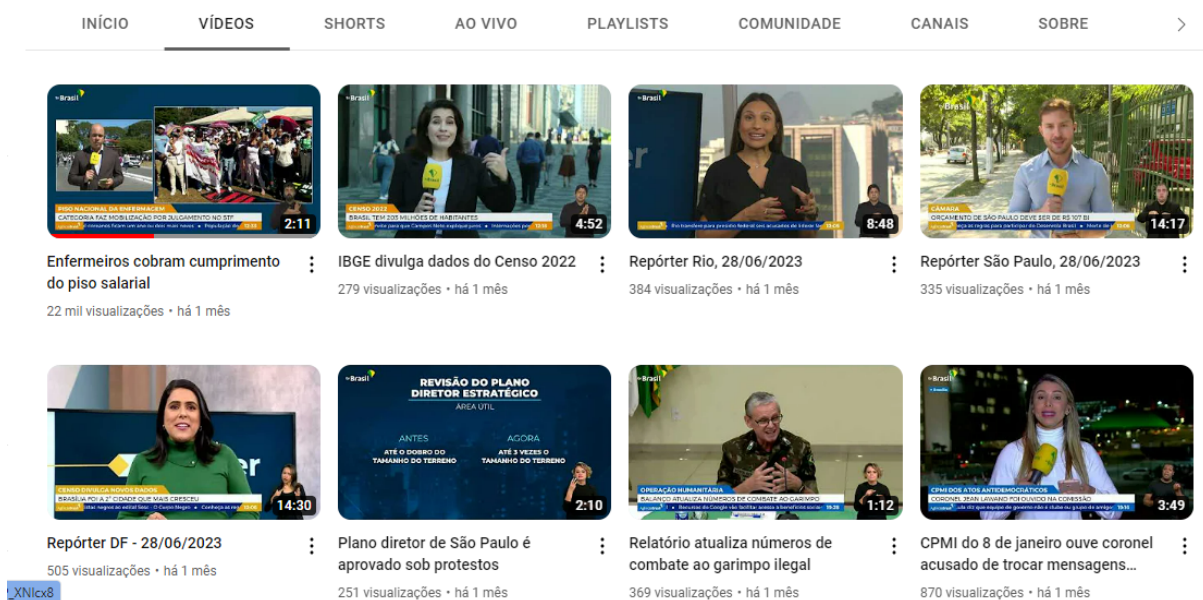 INÍCIO VÍDEOS SHORTS AO VIVO PLAYLISTS COMUNIDADE CANAIS SOBRE
Brasil
PISO NACIONAL DA ENFERMAGEM
CATEGORIA FAZ MOBILIZAÇÃO POR JULGAMENTO NO STF
2:11
Enfermeiros cobram cumprimento
do piso salarial
22 mil visualizações • há 1 mês
Brasil
CENSO 2022
BRASIL TEM 203 MILHÕES DE HABITANTES
4:52
IBGE divulga dados do Censo 2022
279 visualizações • há 1 mês
Brasil
8:48
Repórter Rio, 28/06/2023
384 visualizações • há 1 mês
Brasil
CÂMARA
ORÇAMENTO DE SÃO PAULO DEVE SER DE R$ 107 BI
14:17
Repórter São Paulo, 28/06/2023
335 visualizações • há 1 mês
er
CENSO DIVULGA NOVOS DADOS
BRASÍLIA FOI A 2ª CIDADE QUE MAIS CRESCEU
14:30
Repórter DF - 28/06/2023
505 visualizações • há 1 mês
Brasil
REVISÃO DO PLANO
DIRETOR ESTRATÉGICO
ÁREA ÚTIL
ANTES AGORA
ATÉ O DOBRO DO ATÉ 3 VEZES O
TAMANHO DO TERRENO TAMANHO DO TERRENO
2:10
Plano diretor de São Paulo é
aprovado sob protestos
251 visualizações • há 1 mês
Brasil
OPERAÇÃO HUMANITÁRIA
BALANÇO ATUALIZA NÚMEROS DE COMBATE AO GARIMPO
1:12
Relatório atualiza números de
combate ao garimpo ilegal
369 visualizações • há 1 mês
Brasil
CPMI DOS ATOS ANTIDEMOCRÁTICOS
CORONEL JEAN LAWAND FOI OUVIDO NA COMISSÃO
3:49
CPMI do 8 de janeiro ouve coronel
acusado de trocar mensagens...
870 visualizações • há 1 mês
_XNIcx8